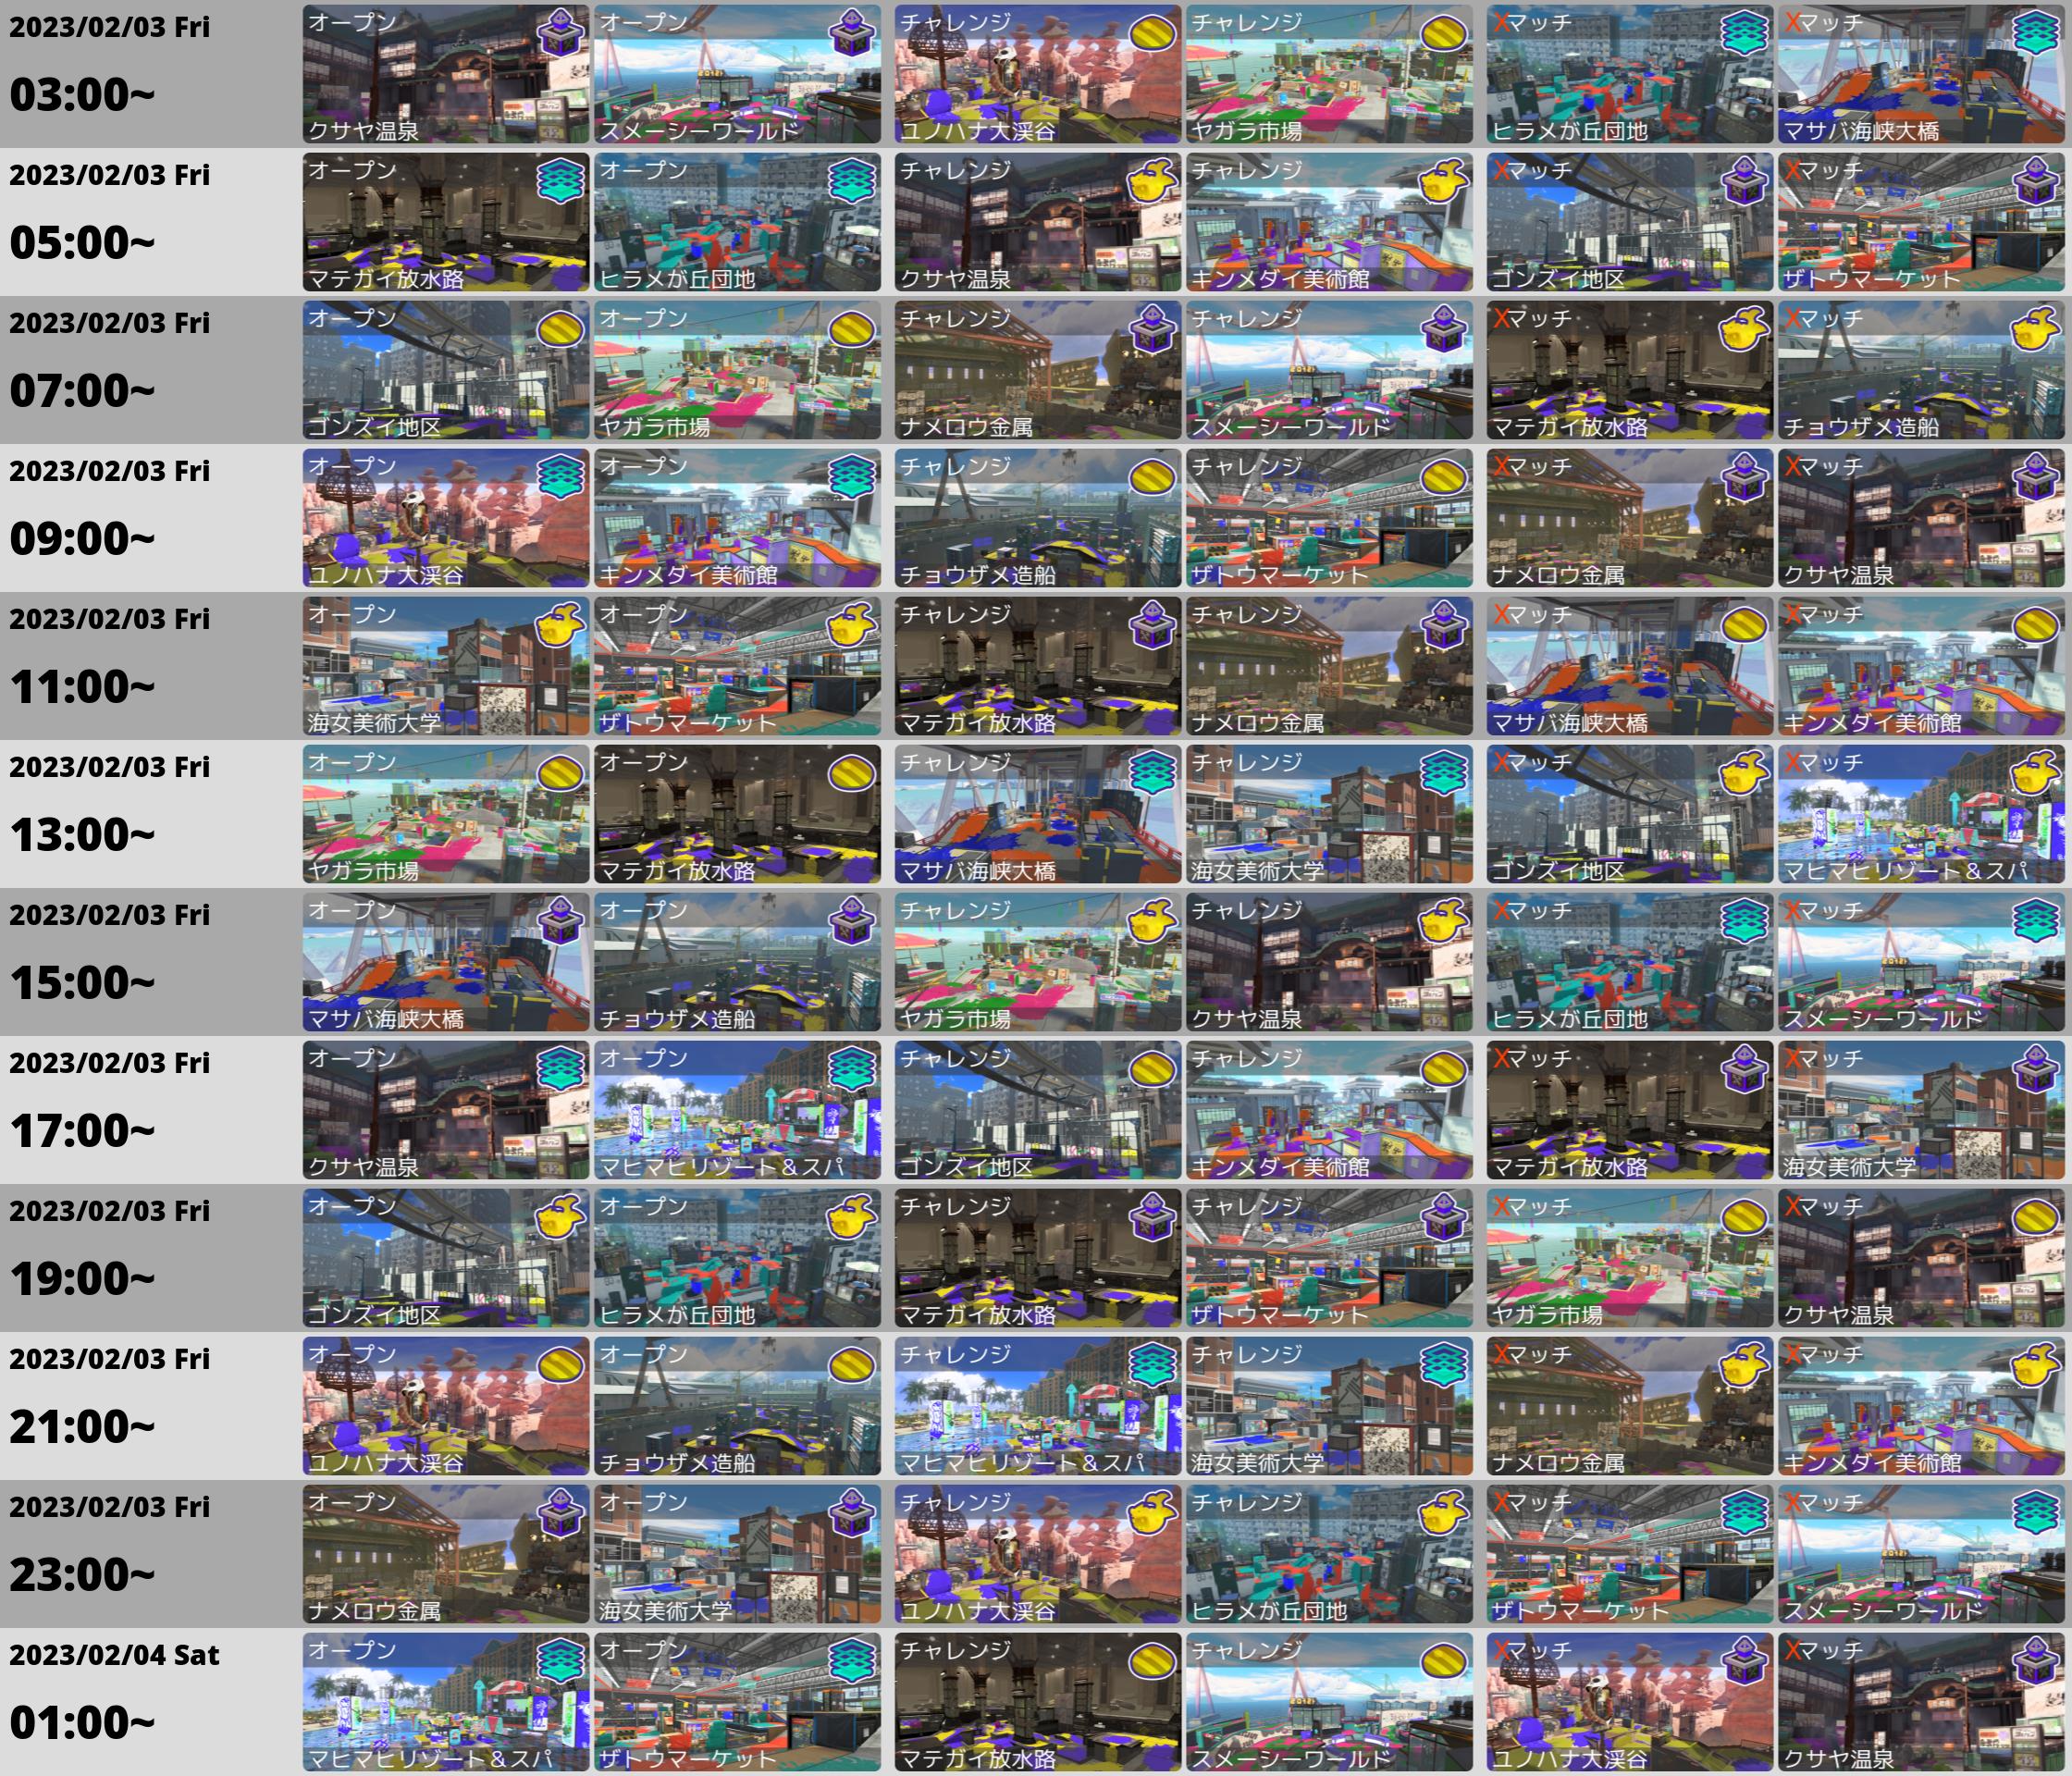 2023/02/03 Fri
03:00~
オープン
クサヤ温泉
オープン
スメーシーワールド
チャレンジ
ユノハナ大渓谷
チャレンジ
ヤガラ市場
Xマッチ
ヒラメが丘団地
Xマッチ
マサバ海峡大橋
2023/02/03 Fri
05:00~
オープン
マテガイ放水路
オープン
ヒラメが丘団地
チャレンジ
クサヤ温泉
チャレンジ
キンメダイ美術館
Xマッチ
ゴンズイ地区
Xマッチ
ザトウマーケット
2023/02/03 Fri
07:00~
オープン
ゴンズイ地区
オープン
ヤガラ市場
チャレンジ
ナメロウ金属
チャレンジ
スメーシーワールド
Xマッチ
マテガイ放水路
Xマッチ
チョウザメ造船
2023/02/03 Fri
09:00~
オープン
ユノハナ大渓谷
オープン
キンメダイ美術館
チャレンジ
チョウザメ造船
チャレンジ
ザトウマーケット
Xマッチ
ナメロウ金属
Xマッチ
クサヤ温泉
2023/02/03 Fri
11:00~
オープン
海女美術大学
オープン
ザトウマーケット
チャレンジ
マテガイ放水路
チャレンジ
ナメロウ金属
Xマッチ
マサバ海峡大橋
Xマッチ
キンメダイ美術館
2023/02/03 Fri
13:00~
オープン
ヤガラ市場
オープン
マテガイ放水路
チャレンジ
マサバ海峡大橋
チャレンジ
海女美術大学
Xマッチ
ゴンズイ地区
Xマッチ
マヒマヒリゾート＆スパ
2023/02/03 Fri
15:00~
オープン
マサバ海峡大橋
オープン
チョウザメ造船
チャレンジ
ヤガラ市場
チャレンジ
クサヤ温泉
Xマッチ
ヒラメが丘団地
Xマッチ
スメーシーワールド
2023/02/03 Fri
17:00~
オープン
クサヤ温泉
オープン
マヒマヒリゾート＆スパ
チャレンジ
ゴンズイ地区
チャレンジ
キンメダイ美術館
Xマッチ
マテガイ放水路
Xマッチ
海女美術大学
2023/02/03 Fri
19:00~
オープン
ゴンズイ地区
オープン
ヒラメが丘団地
チャレンジ
マテガイ放水路
チャレンジ
ザトウマーケット
Xマッチ
ヤガラ市場
Xマッチ
クサヤ温泉
2023/02/03 Fri
21:00~
オープン
ユノハナ大渓谷
オープン
チョウザメ造船
チャレンジ
マヒマヒリゾート＆スパ
チャレンジ
海女美術大学
Xマッチ
ナメロウ金属
Xマッチ
キンメダイ美術館
2023/02/03 Fri
23:00~
オープン
ナメロウ金属
オープン
海女美術大学
チャレンジ
ユノハナ大渓谷
チャレンジ
ヒラメが丘団地
Xマッチ
ザトウマーケット
Xマッチ
スメーシーワールド
2023/02/04 Sat
01:00~
オープン
マヒマヒリゾート＆スパ
オープン
ザトウマーケット
チャレンジ
マテガイ放水路
チャレンジ
スメーシーワールド
Xマッチ
ユノハナ大渓谷
Xマッチ
クサヤ温泉